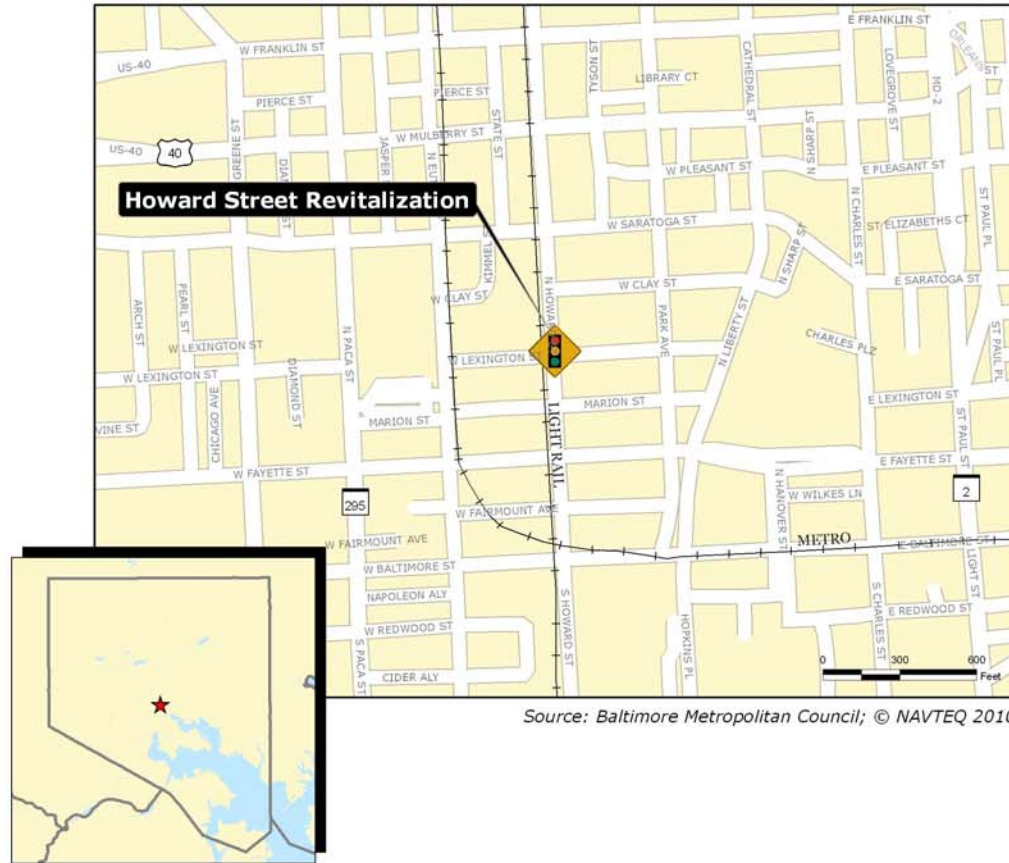 E FRANKLIN ST
W FRANKLIN ST
US-40
TYSON ST
CATHEDRAL ST
LIBRARY CT
LOVEGROVE ST
MD-2
ORLEANS ST
PIERCE ST
PIERCE ST
STATE ST
GREENE ST
W MULBERRY ST
US-40
40
JASPER S
N EU
N SHARP ST
W PLEASANT ST
E PLEASANT ST
Howard Street Revitalization
ST PAUL PL
N CHARLES ST
W SARATOGA ST
ST ELIZABETHS CT
KIMMEL S
N SHARP ST
W CLAY ST
W CLAY ST
E SARATOGA ST
N HOWAR
ARCH ST
PEARL ST
N PACA ST
PARK AVE
N LIBERTY ST
CHARLES PLZ
ST PAUL PL
W LEXINGTON ST
W LEXINGTON ST
W LEXINGTON ST
DIAMOND ST
CHICAGO AVE
E LEXINGTON ST
MARION ST
MARION ST
VINE ST
LIGHT RAIL
ST PAUL ST
W FAYETTE ST
E FAYETTE ST
N HANOVER ST
W WILKES LN
295
2
W FAIRMOUNT AVE
W FAIRMOUNT AVE
METRO
E BALTIMORE ST
W BALTIMORE ST
LIGHT ST
NAPOLEON ALY
S HOWARD ST
HOPKINS PL
S CHARLES ST
E REDWOOD ST
W REDWOOD ST
S PACA ST
CIDER ALY
0 300 600
Feet
Source: Baltimore Metropolitan Council; © NAVTEQ 2010